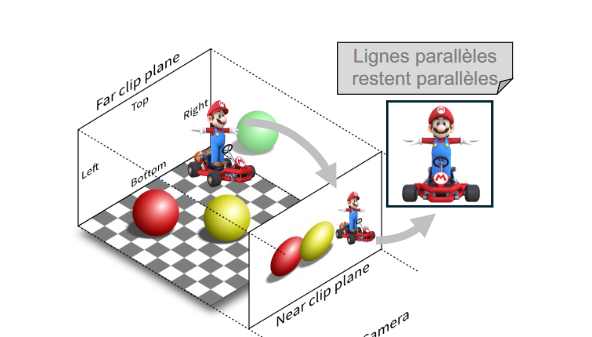 Lignes parallèles
restent parallèles
Far clip plane
Top
Right
Left
Bottom
M
Near clip plane